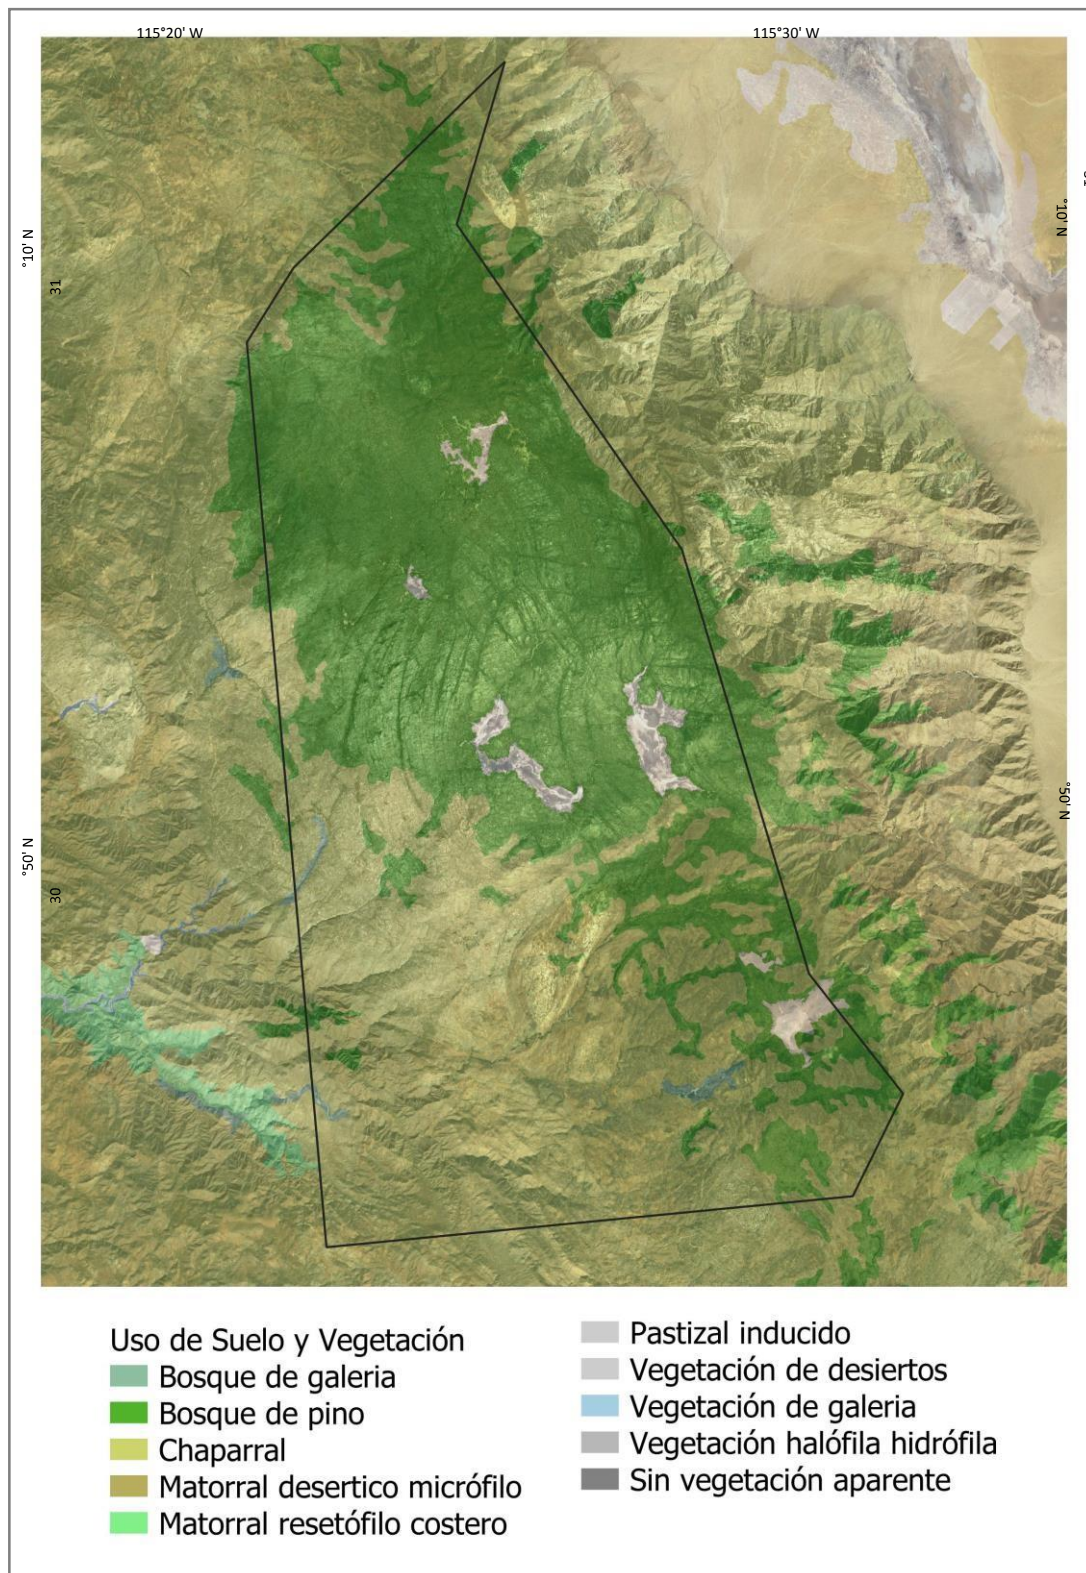 115°20' W
115°30' W
°10' N
31
°10' N
°50' N
30
°50' N
Uso de Suelo y Vegetación
Bosque de galeria
Bosque de pino
Chaparral
Matorral desertico micrófilo
Matorral resetófilo costero
Pastizal inducido
Vegetación de desiertos
Vegetación de galeria
Vegetación halófila hidrófila
Sin vegetación aparente